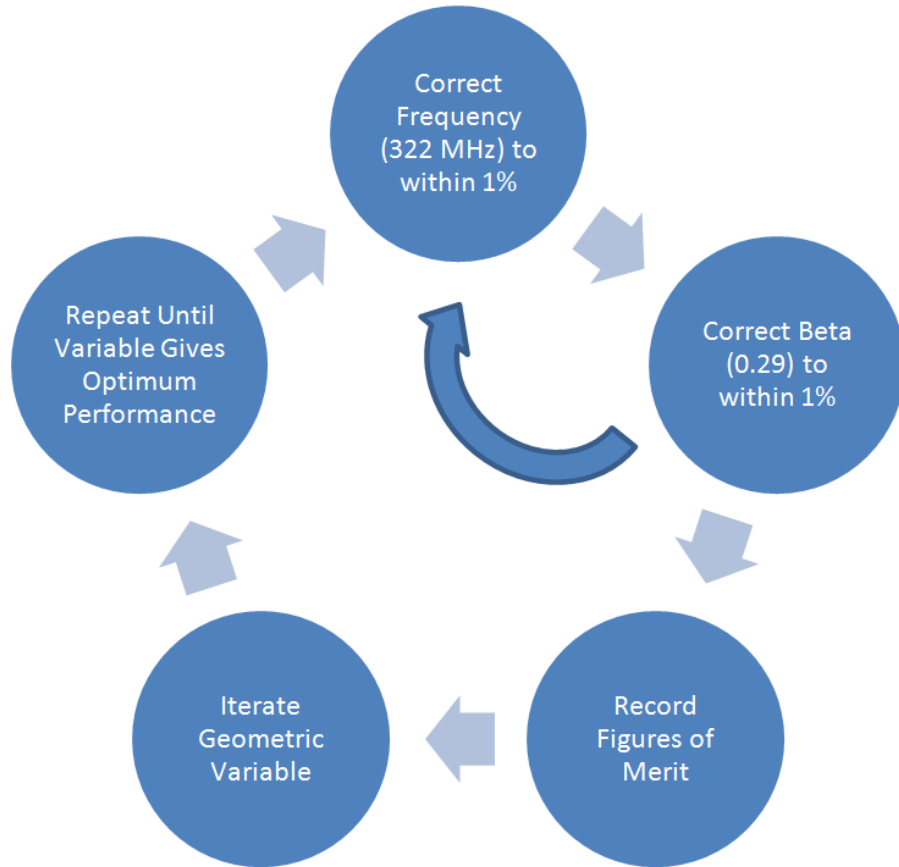 Correct
Frequency
(322 MHz) to
within 1%
Correct Beta
(0.29) to
within 1%
Record
Figures of
Merit
Iterate
Geometric
Variable
Repeat Until
Variable Gives
Optimum
Performance